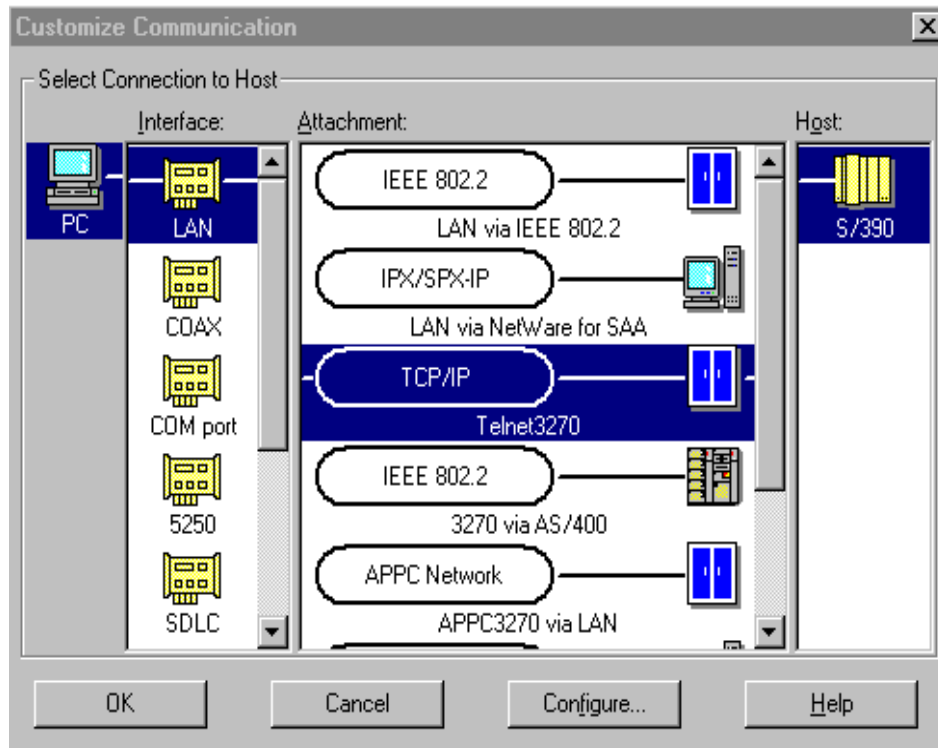 Customize Communication
Select Connection to Host
Interface:
Attachment:
Host:
PC
LAN
COAX
COM port
5250
SDLC
IEEE 802.2
LAN via IEEE 802.2
IPX/SPX-IP
LAN via NetWare for SAA
TCP/IP
Telnet3270
IEEE 802.2
3270 via AS/400
APPC Network
APPC3270 via LAN
S/390
OK
Cancel
Configure...
Help